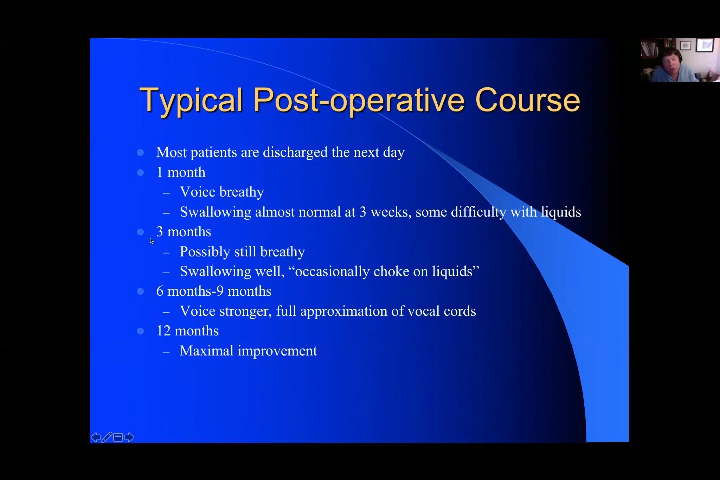 Typical Post-operative Course
Most patients are discharged the next day
1 month
– Voice breathy
– Swallowing almost normal at 3 weeks, some difficulty with liquids
3 months
– Possibly still breathy
– Swallowing well, “occasionally choke on liquids”
6 months-9 months
– Voice stronger, full approximation of vocal cords
12 months
– Maximal improvement